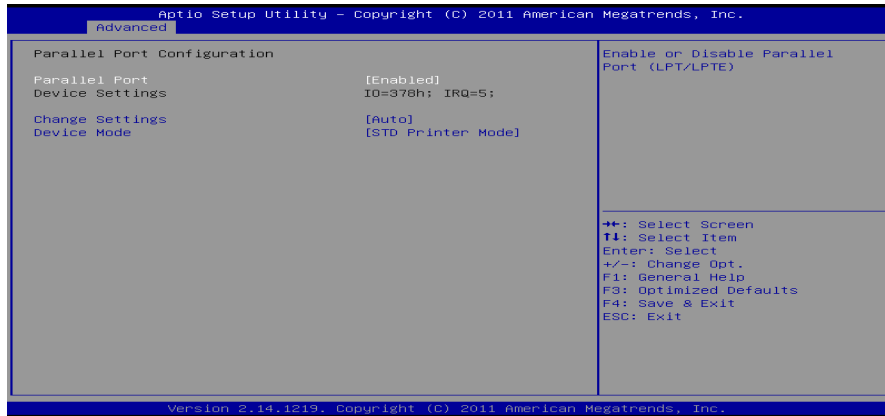 Aptio Setup Utility – Copyright (C) 2011 American Megatrends, Inc.
Advanced
Parallel Port Configuration
Parallel Port [Enabled]
Device Settings IO=378h; IRQ=5;
Change Settings [Auto]
Device Mode [STD Printer Mode]
Enable or Disable Parallel
Port (LPT/LPTE)
→←: Select Screen
↑↓: Select Item
Enter: Select
+/-: Change Opt.
F1: General Help
F3: Optimized Defaults
F4: Save & Exit
ESC: Exit
Version 2.14.1219. Copyright (C) 2011 American Megatrends, Inc.